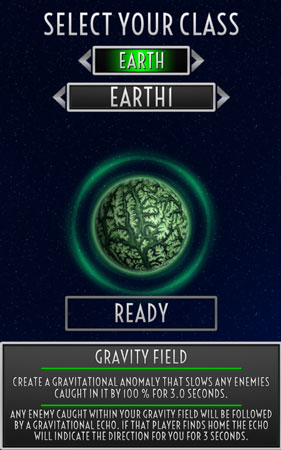 SELECT YOUR CLASS
EARTH
EARTH1
READY
GRAVITY FIELD
CREATE A GRAVITATIONAL ANOMALY THAT SLOWS ANY ENEMIES
CAUGHT IN IT BY 100 % FOR 3.0 SECONDS.
ANY ENEMY CAUGHT WITHIN YOUR GRAVITY FIELD WILL BE FOLLOWED
BY A GRAVITATIONAL ECHO. IF THAT PLAYER FINDS HOME THE ECHO
WILL INDICATE THE DIRECTION FOR YOU FOR 3 SECONDS.